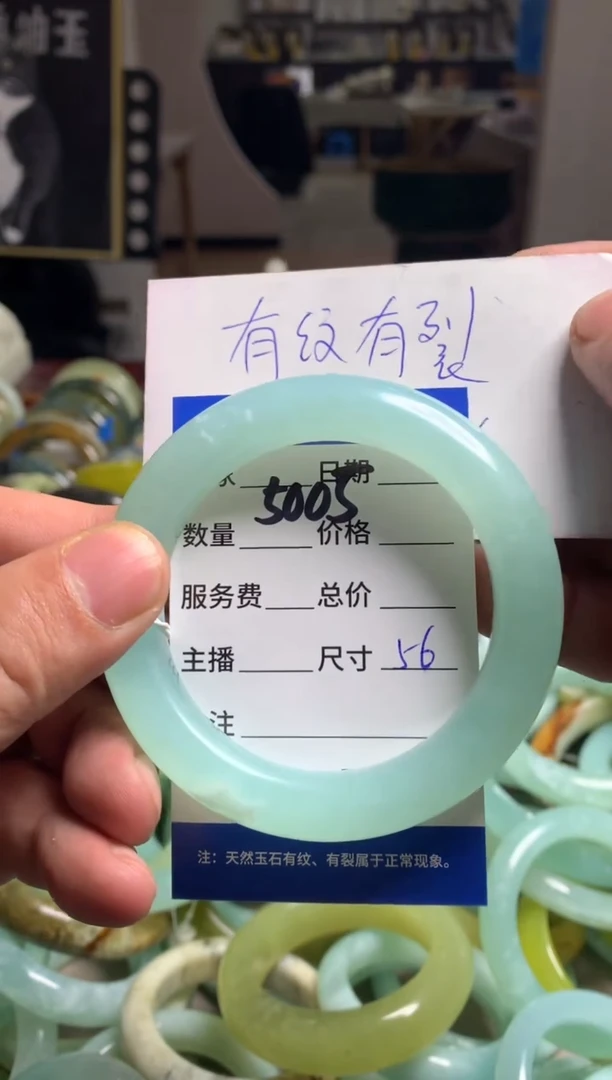 有纹有裂
日期
5005
数量 价格
服务费 总价
主播 尺寸 56
注
注：天然玉石有纹、有裂属于正常现象。